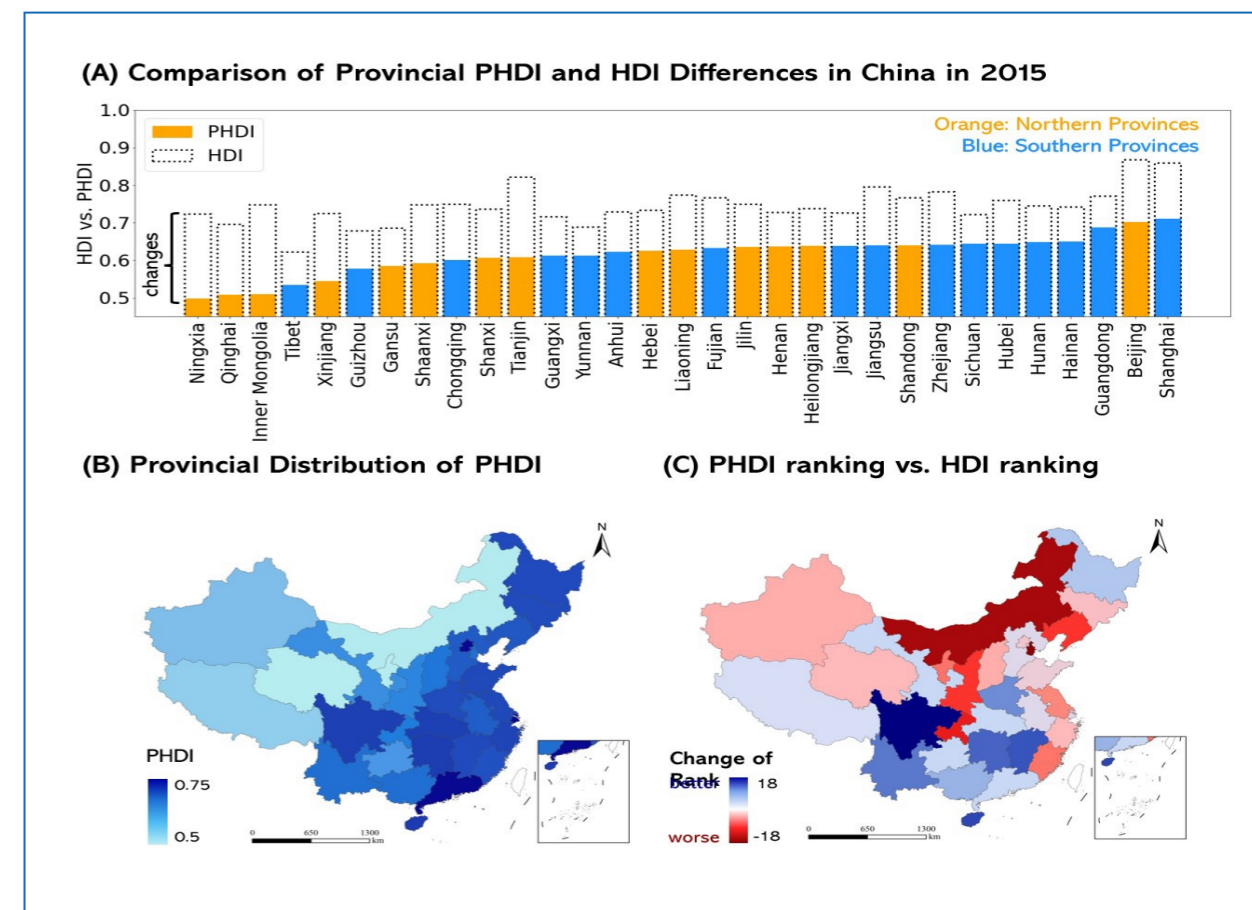 (A) Comparison of Provincial PHDI and HDI Differences in China in 2015
HDI vs. PHDI
1.0
0.9
0.8
0.7
0.6
0.5
PHDI
HDI
Orange: Northern Provinces
Blue: Southern Provinces
changes
Ningxia
Qinghai
Inner Mongolia
Tibet
Xinjiang
Guizhou
Gansu
Shaanxi
Chongqing
Shanxi
Tianjin
Guangxi
Yunnan
Anhui
Hebei
Liaoning
Fujian
Jilin
Henan
Heilongjiang
Jiangxi
Jiangsu
Shandong
Zhejiang
Sichuan
Hubei
Hunan
Hainan
Guangdong
Beijing
Shanghai
(B) Provincial Distribution of PHDI
N
PHDI
0.75
0.5
0 650 1300
km
(C) PHDI ranking vs. HDI ranking
N
Change of
Rank
better 18
worse -18
0 650 1300
km